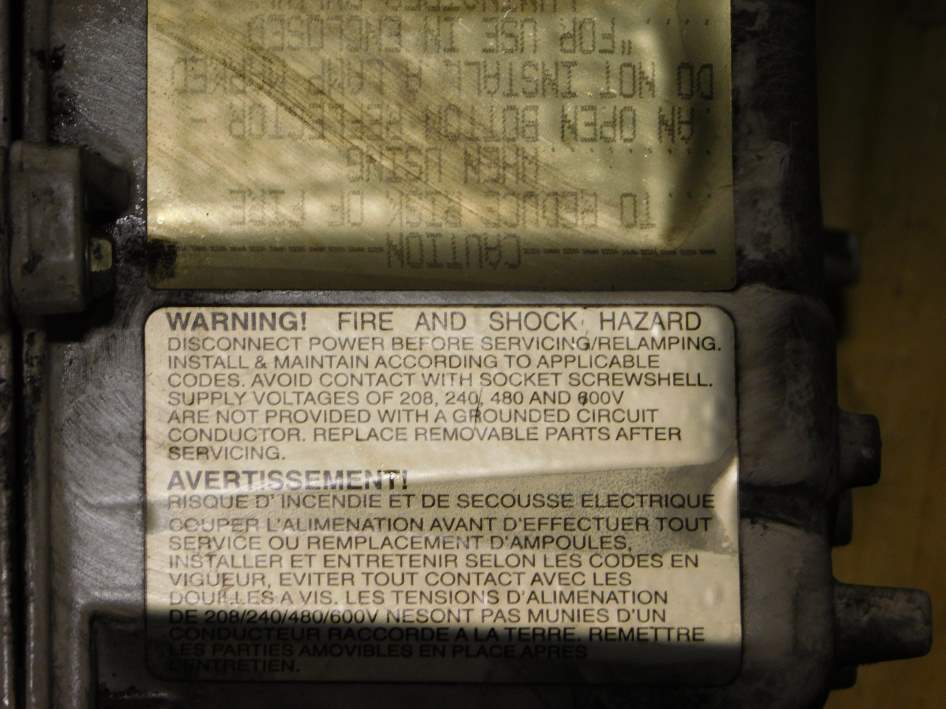 CAUTION
TO REDUCE RISK OF FIRE
WHEN USING
AN OPEN BOTTOM REFLECTOR -
DO NOT INSTALL A LAMP MARKED
"FOR USE IN ENCLOSED
WARNING! FIRE AND SHOCK HAZARD
DISCONNECT POWER BEFORE SERVICING/RELAMPING.
INSTALL & MAINTAIN ACCORDING TO APPLICABLE
CODES. AVOID CONTACT WITH SOCKET SCREWSHELL.
SUPPLY VOLTAGES OF 208, 240, 480 AND 600V
ARE NOT PROVIDED WITH A GROUNDED CIRCUIT
CONDUCTOR. REPLACE REMOVABLE PARTS AFTER
SERVICING.
AVERTISSEMENT!
RISQUE D' INCENDIE ET DE SECOUSSE ELECTRIQUE
COUPER L'ALIMENATION AVANT D'EFFECTUER TOUT
SERVICE OU REMPLACEMENT D'AMPOULES,
INSTALLER ET ENTRETENIR SELON LES CODES EN
VIGUEUR, EVITER TOUT CONTACT AVEC LES
DOUILLES A VIS. LES TENSIONS D'ALIMENATION
DE 208/240/480/600V NESONT PAS MUNIES D'UN
CONDUCTEUR RACCORDE A LA TERRE. REMETTRE
LES PARTIES AMOVIBLES EN PLACE APRES
L'ENTRETIEN.